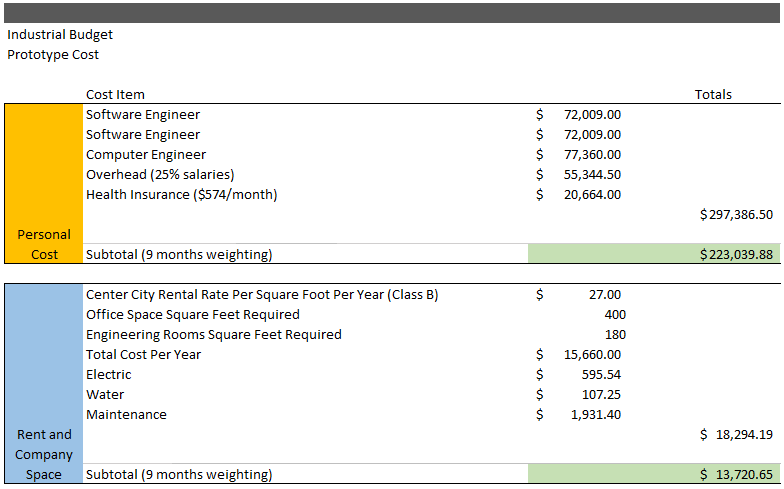 Industrial Budget
Prototype Cost
Cost Item Totals
Software Engineer $ 72,009.00
Software Engineer $ 72,009.00
Computer Engineer $ 77,360.00
Overhead (25% salaries) $ 55,344.50
Health Insurance ($574/month) $ 20,664.00
$297,386.50
Personal
Cost Subtotal (9 months weighting) $223,039.88
Center City Rental Rate Per Square Foot Per Year (Class B) $ 27.00
Office Space Square Feet Required 400
Engineering Rooms Square Feet Required 180
Total Cost Per Year $ 15,660.00
Electric $ 595.54
Water $ 107.25
Maintenance $ 1,931.40
Rent and $ 18,294.19
Company
Space Subtotal (9 months weighting) $ 13,720.65